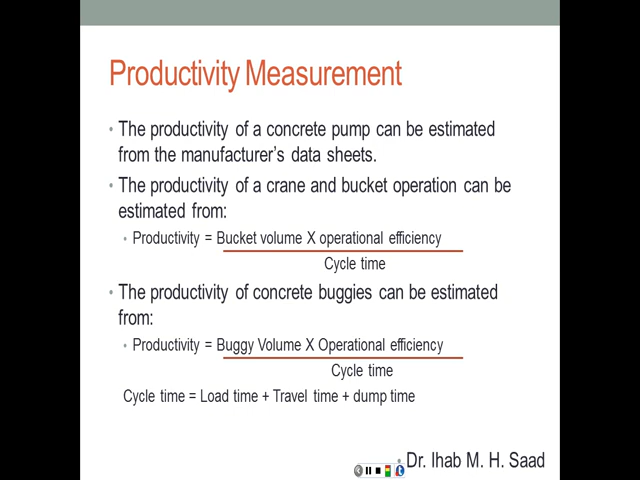 Productivity Measurement
• The productivity of a concrete pump can be estimated
from the manufacturer's data sheets.
• The productivity of a crane and bucket operation can be
estimated from:
• Productivity = Bucket volume X operational efficiency
Cycle time
• The productivity of concrete buggies can be estimated
from:
• Productivity = Buggy Volume X Operational efficiency
Cycle time
Cycle time = Load time + Travel time + dump time
• Dr. Ihab M. H. Saad